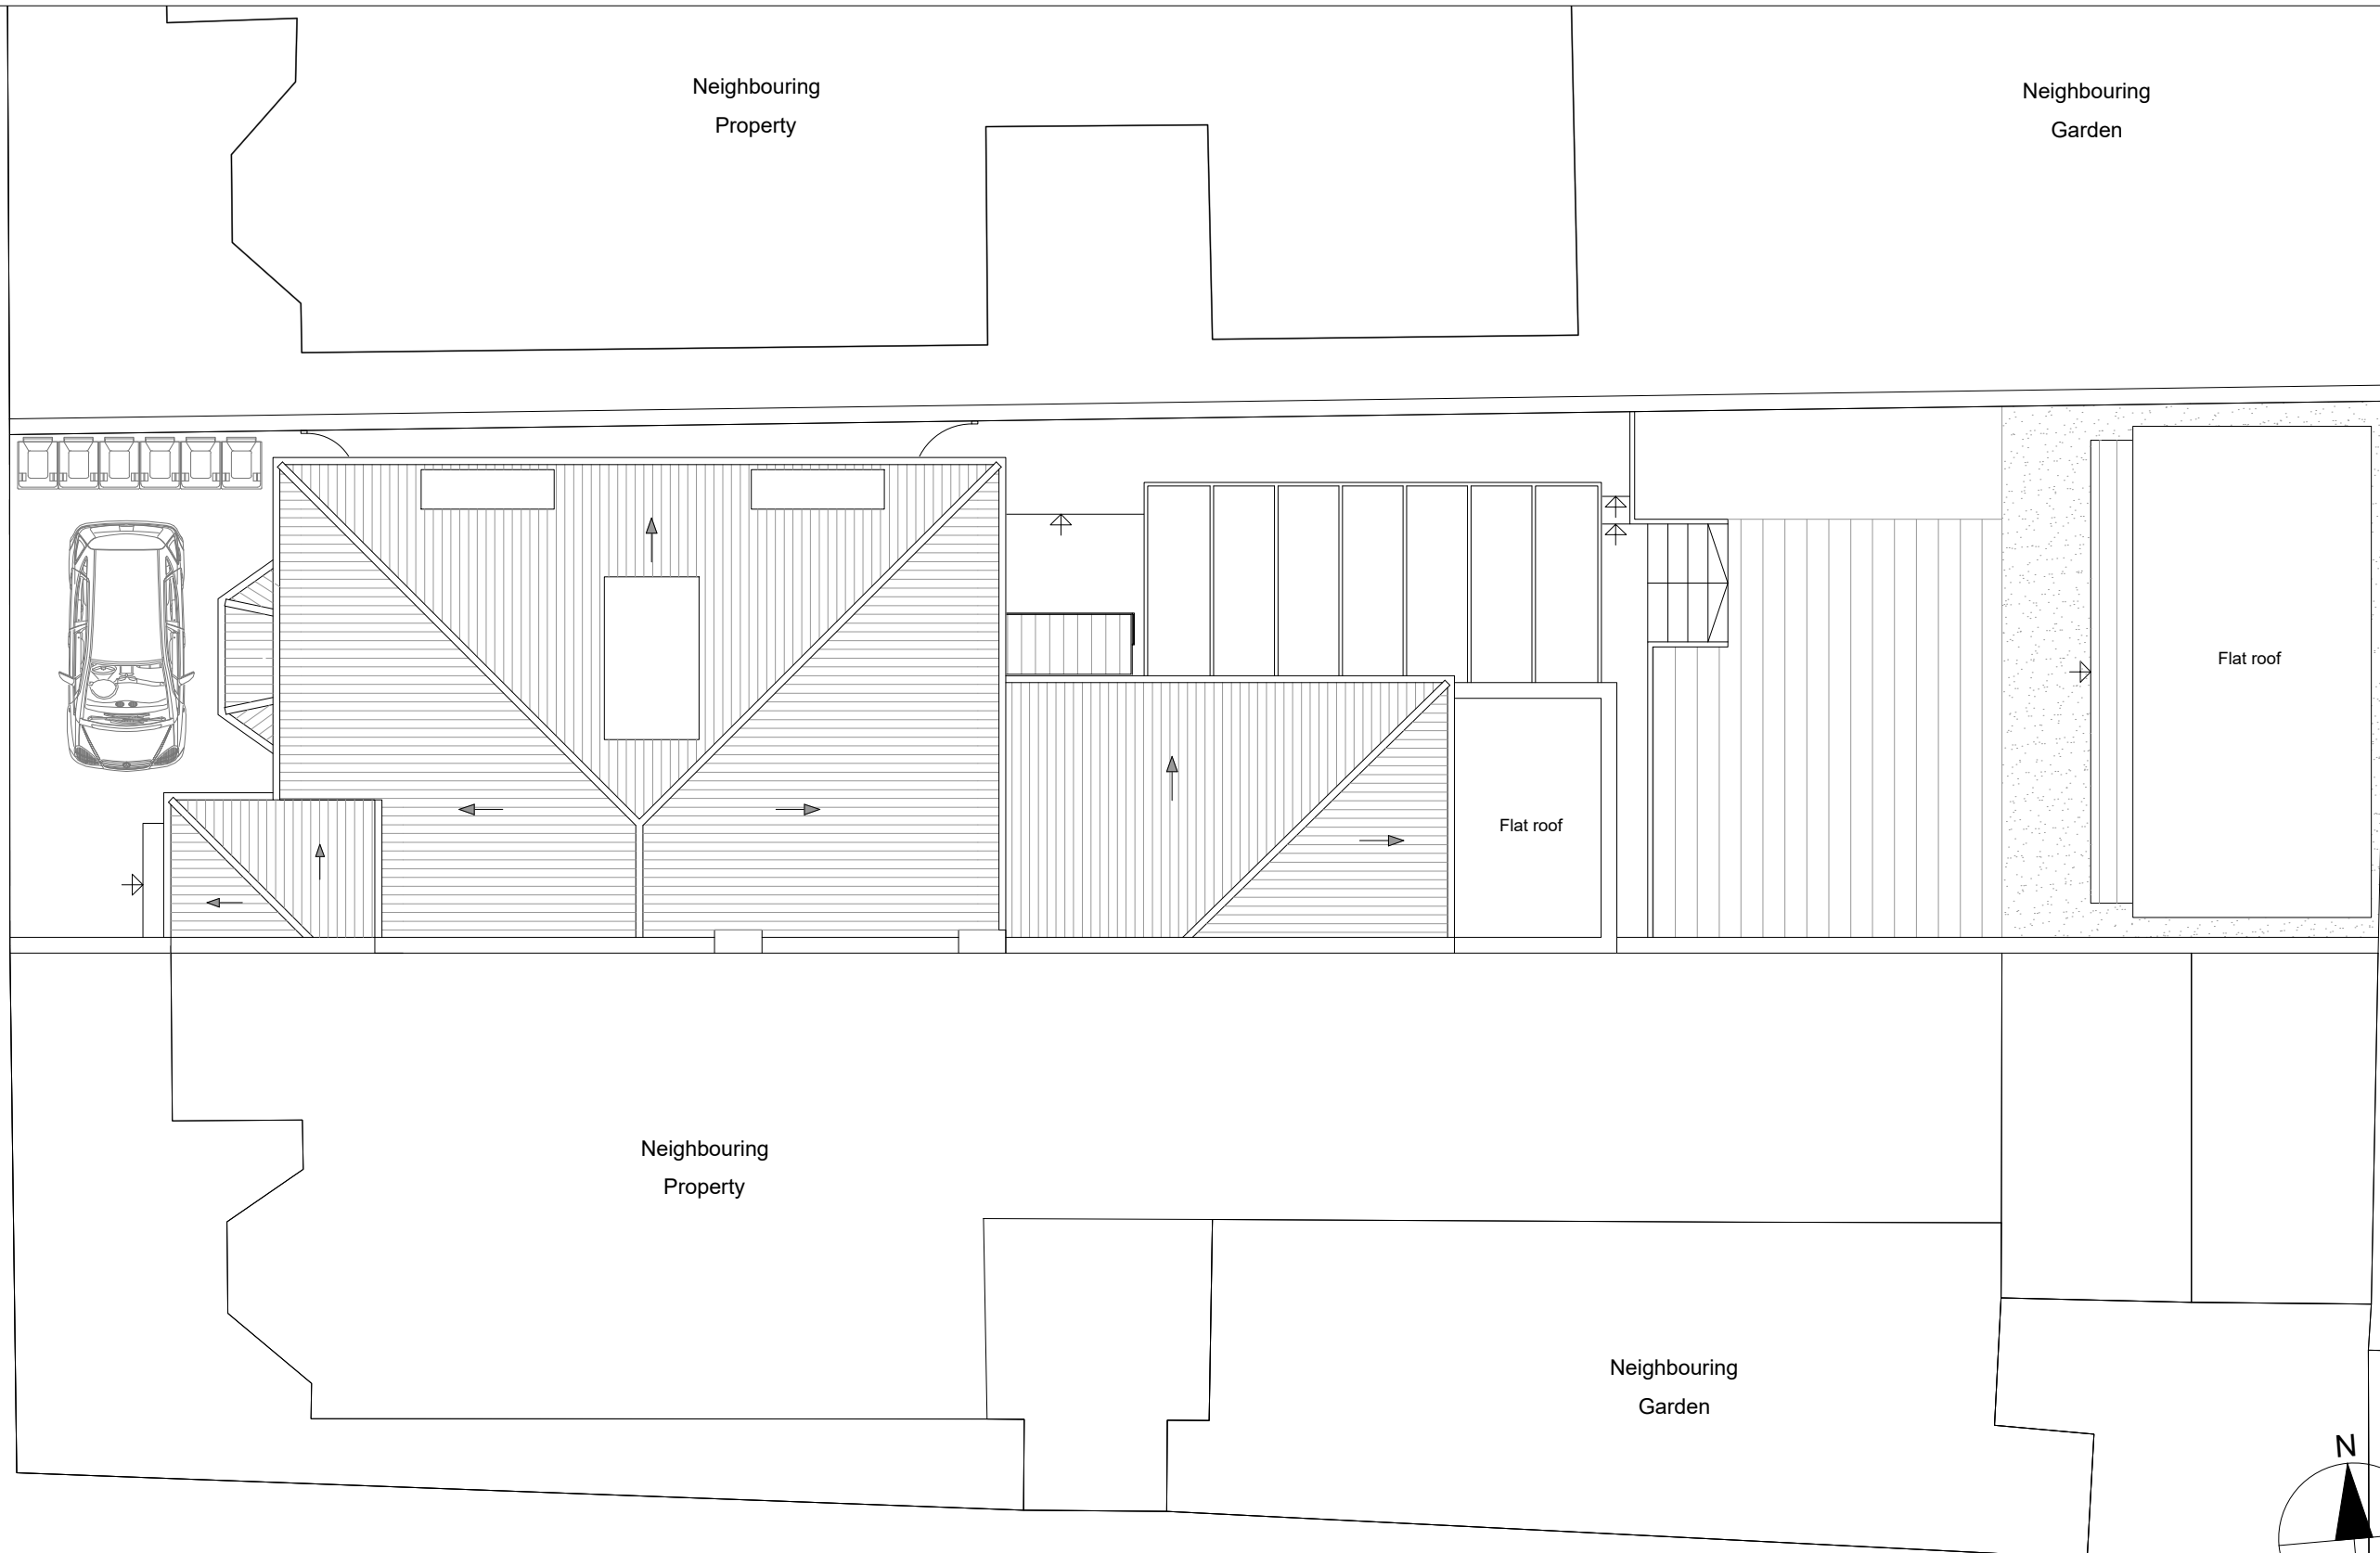 Neighbouring
Property
Neighbouring
Garden
Flat roof
Flat roof
Neighbouring
Property
Neighbouring
Garden
N